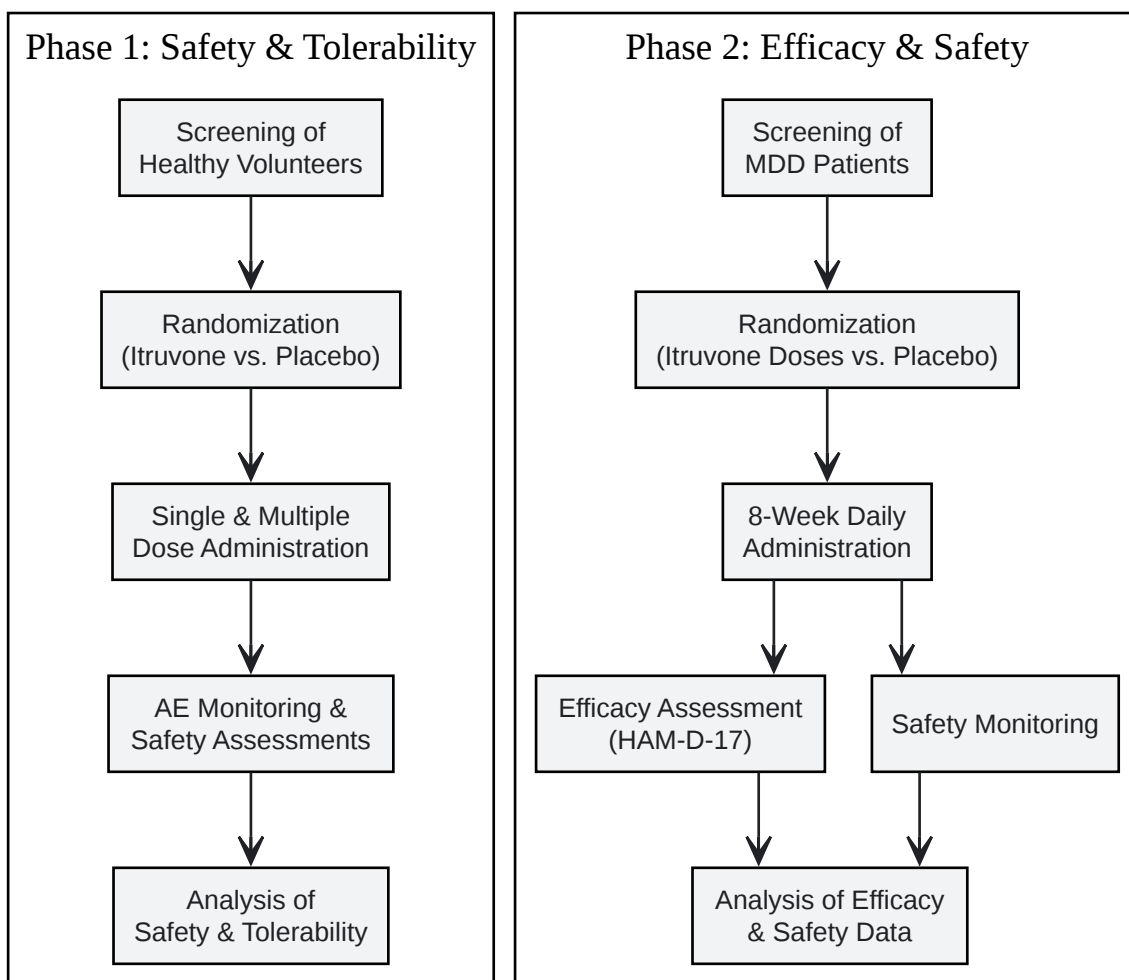 Phase 1: Safety & Tolerability
Screening of
Healthy Volunteers
Randomization
(Itruvone vs. Placebo)
Single & Multiple
Dose Administration
AE Monitoring &
Safety Assessments
Analysis of
Safety & Tolerability
Phase 2: Efficacy & Safety
Screening of
MDD Patients
Randomization
(Itruvone Doses vs. Placebo)
8-Week Daily
Administration
Efficacy Assessment
(HAM-D-17)
Safety Monitoring
Analysis of Efficacy
& Safety Data